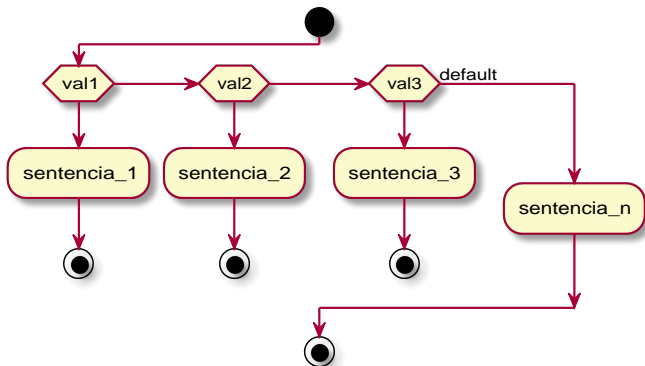 val1
val2
val3
default
sentencia_1
sentencia_2
sentencia_3
sentencia_n